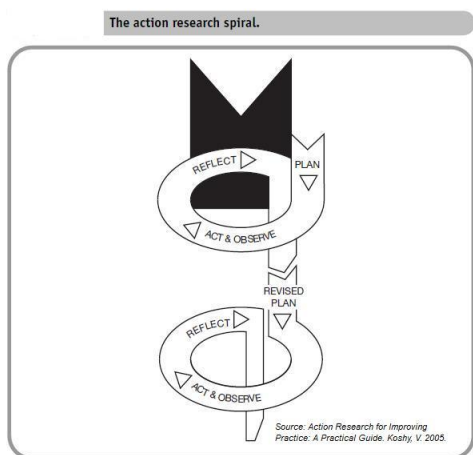 The action research spiral.
REFLECT
PLAN
ACT & OBSERVE
REVISED
PLAN
REFLECT
ACT & OBSERVE
Source: Action Research for Improving
Practice: A Practical Guide. Koshy, V. 2005.